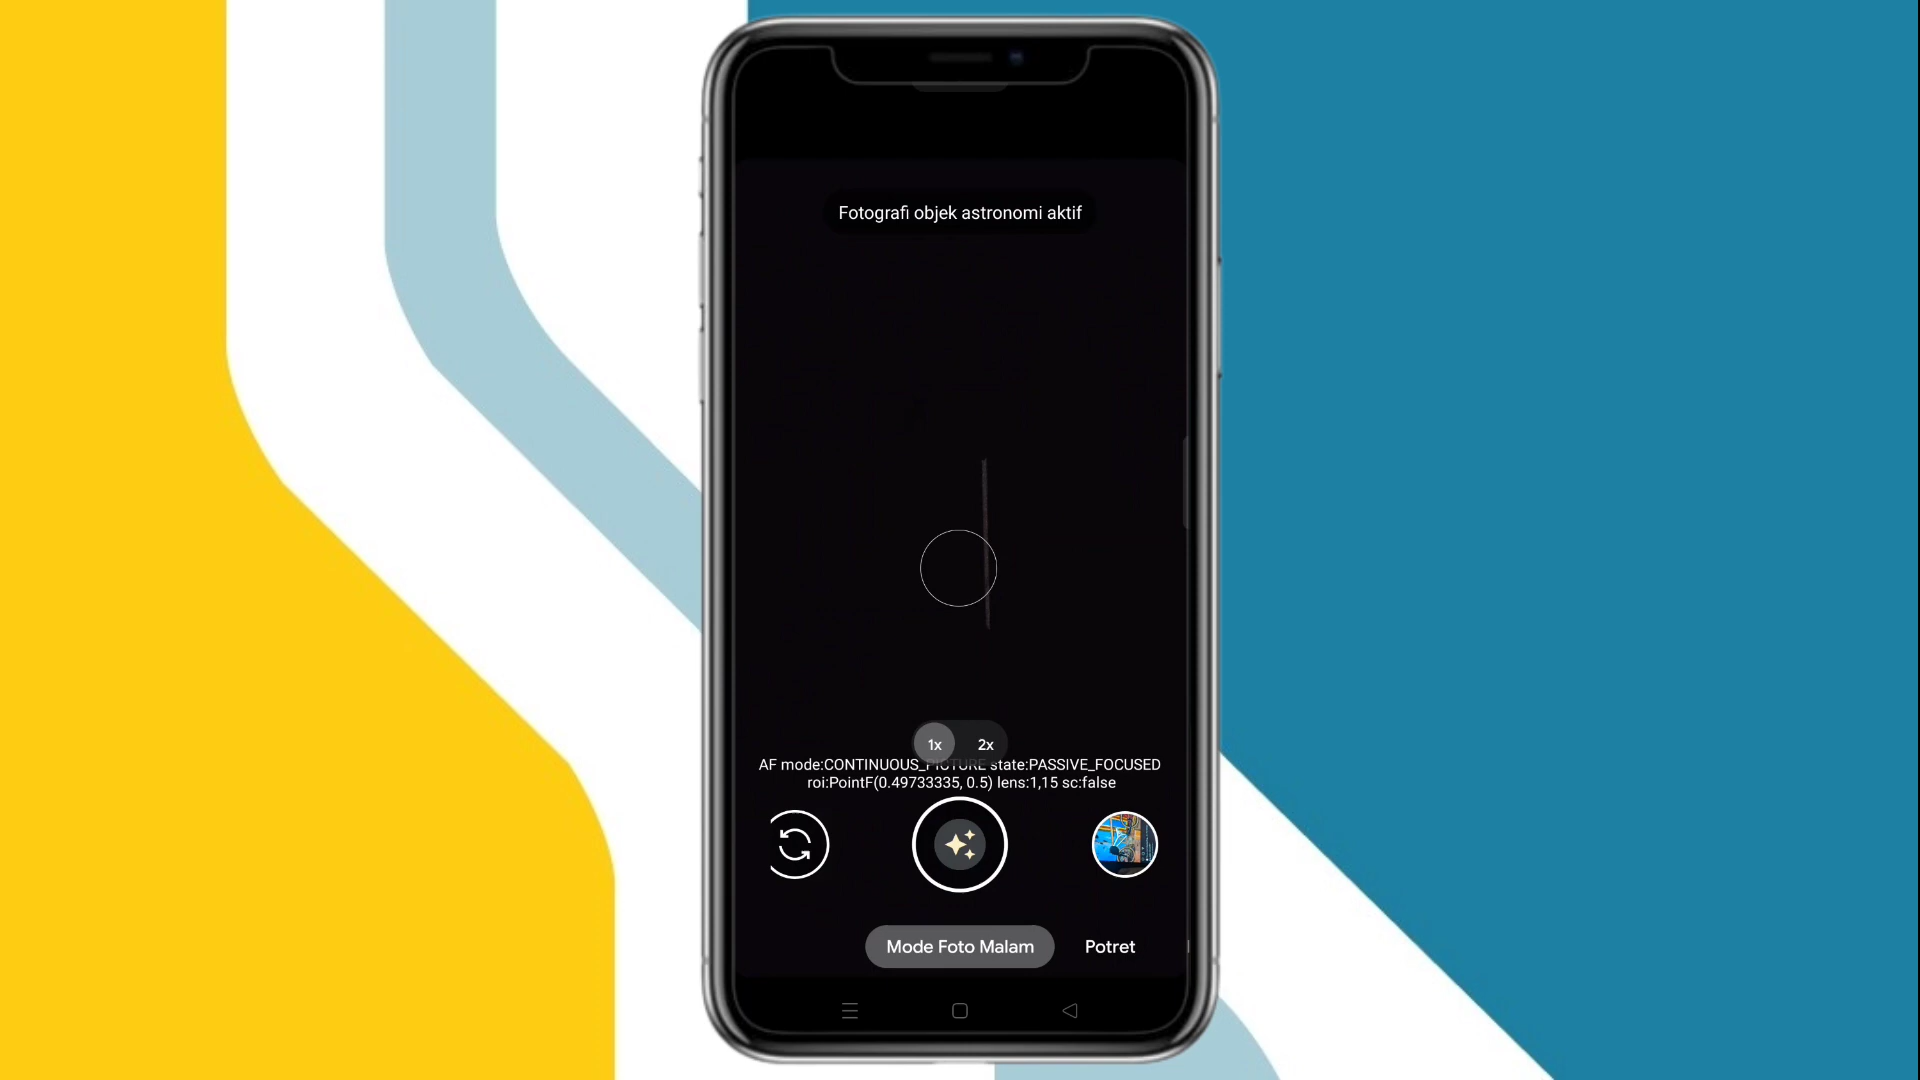 Fotografi objek astronomi aktif
1x 2x
AF mode:CONTINUOUS_PICTURE state:PASSIVE_FOCUSED
roi:PointF(0.49733335, 0.5) lens:1,15 sc:false
Mode Foto Malam Potret